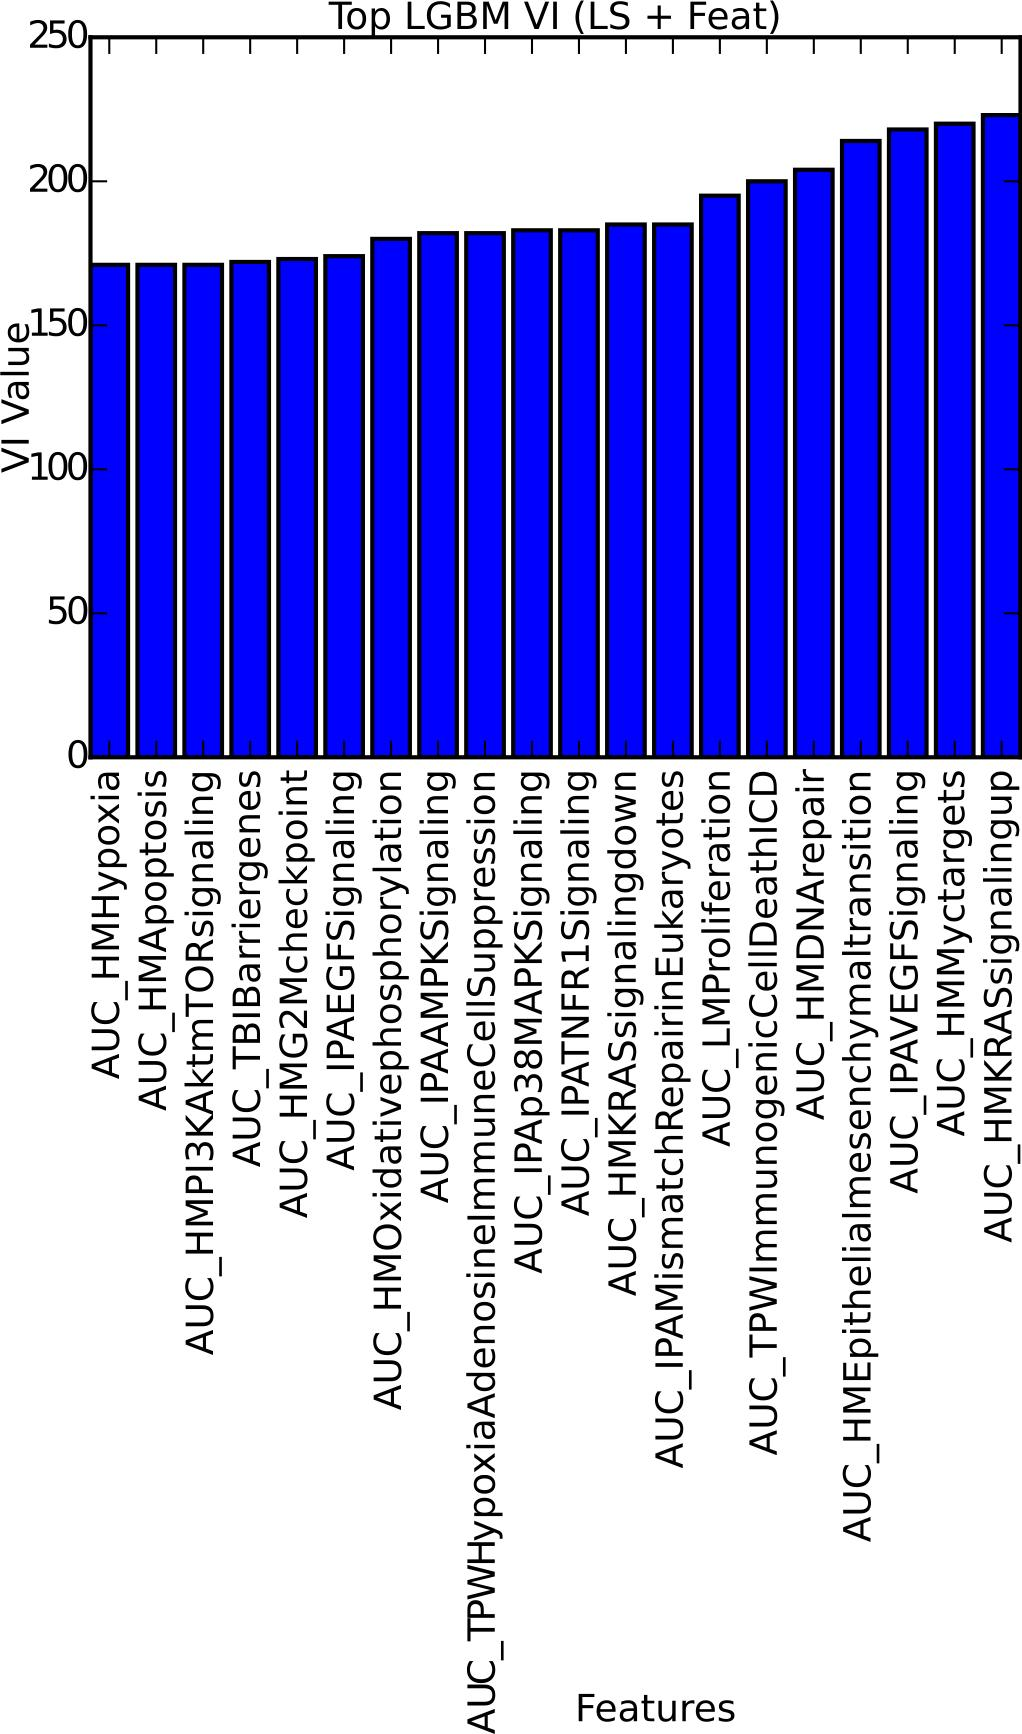 Top LGBM VI (LS + Feat)
250
200
150
100
50
0
VI Value
AUC_HMHypoxia
AUC_HMApoptosis
AUC_HMPI3KAktmTORsignaling
AUC_TBIBarriergenes
AUC_HMG2Mcheckpoint
AUC_IPAEGFSignaling
AUC_HMOxidativephosphorylation
AUC_IPAAMPKSignaling
AUC_TPWHypoxiaAdenosineImmuneCellSuppression
AUC_IPAp38MAPKSignaling
AUC_IPATNFR1Signaling
AUC_HMKRASsignalingdown
AUC_IPAMismatchRepairinEukaryotes
AUC_LMProliferation
AUC_TPWImmunogenicCellDeathICD
AUC_HMDNArepair
AUC_HMEpithelialmesenchymaltransition
AUC_IPAVEGFSignaling
AUC_HMMyctargets
AUC_HMKRASsignalingup
Features